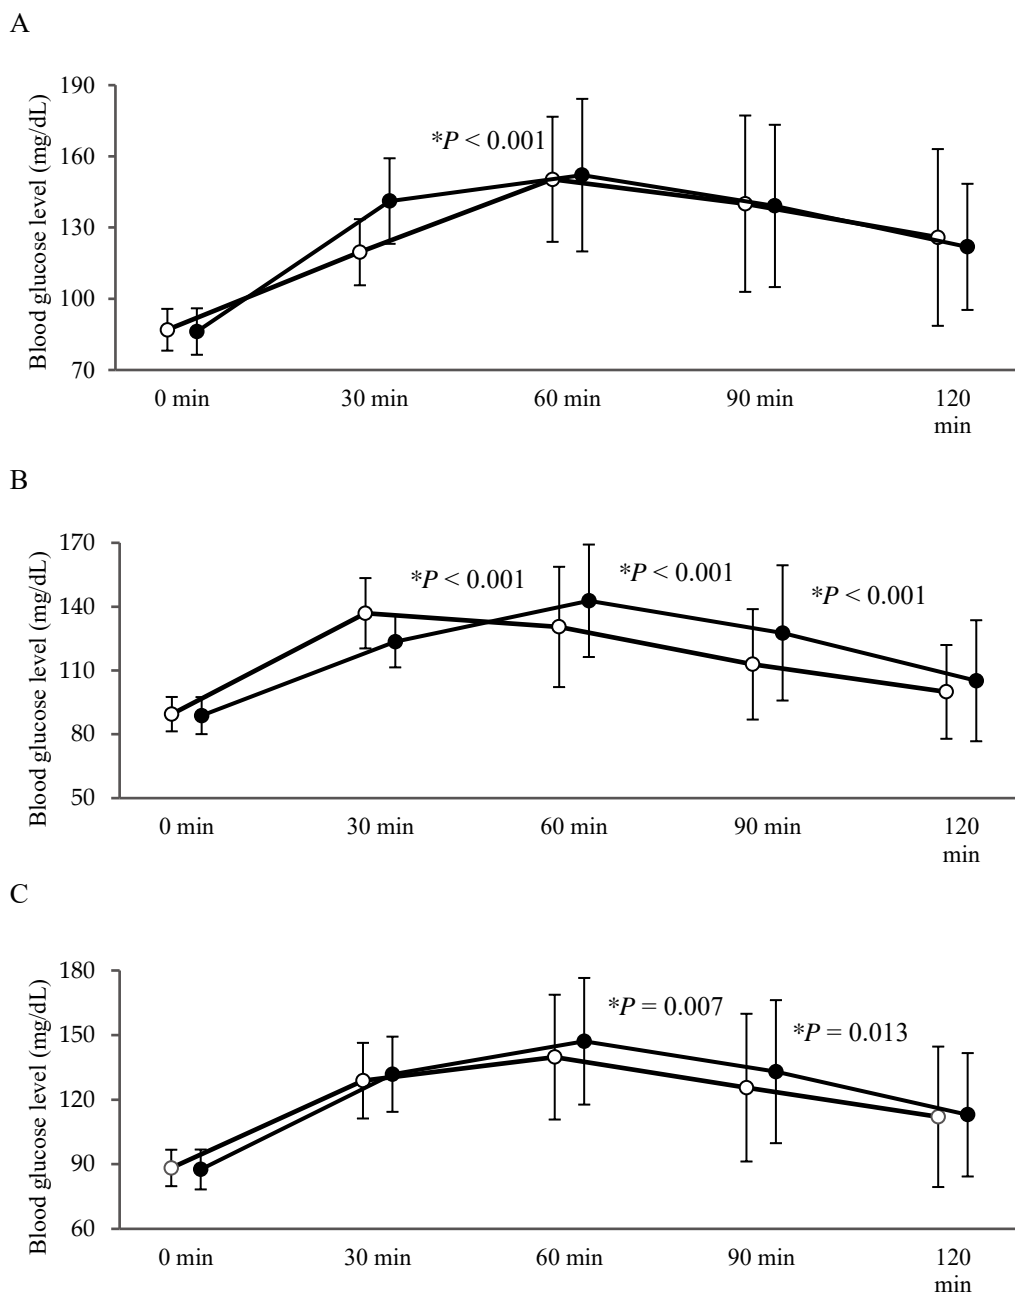 A
Blood glucose level (mg/dL)
190
160
130
100
70
*P < 0.001
0 min
30 min
60 min
90 min
120
min
B
Blood glucose level (mg/dL)
170
140
110
80
50
*P < 0.001
*P < 0.001
*P < 0.001
0 min
30 min
60 min
90 min
120
min
C
Blood glucose level (mg/dL)
180
150
120
90
60
*P = 0.007
*P = 0.013
0 min
30 min
60 min
90 min
120
min